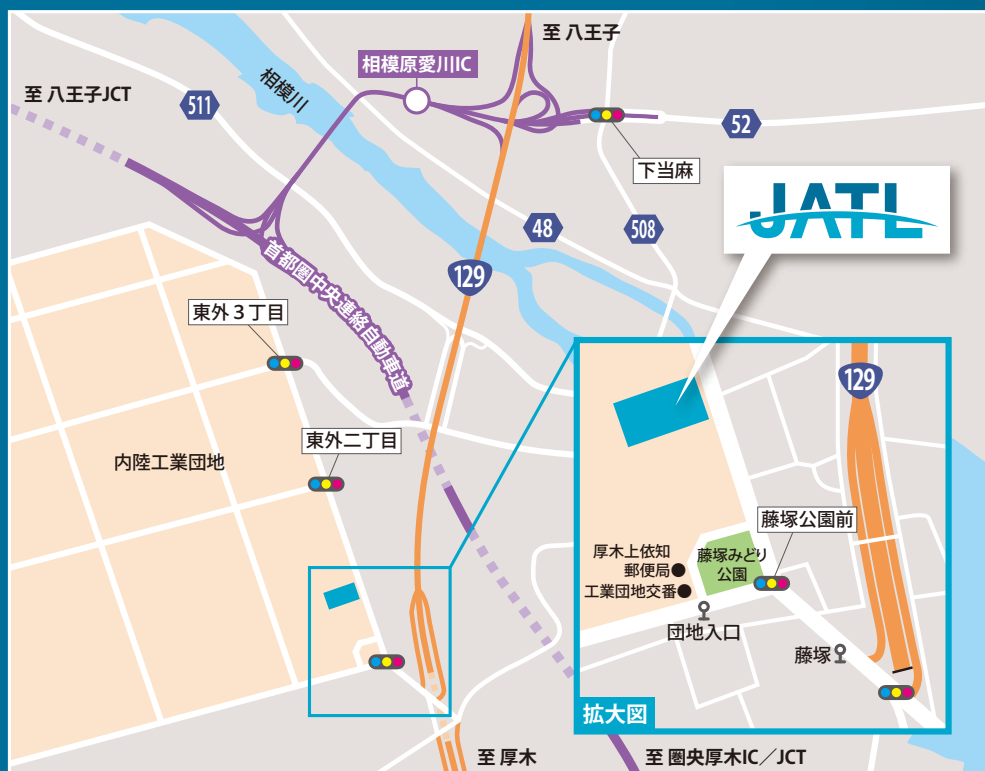 至 八王子
相模原愛川IC
至 八王子JCT
相模川
511
52
下当麻
JATL
48
508
129
首都圏中央連絡自動車道
東外３丁目
129
東外二丁目
内陸工業団地
藤塚公園前
厚木上依知
郵便局
藤塚みどり
公園
工業団地交番
団地入口
藤塚
拡大図
至 厚木
至 圏央厚木IC／JCT